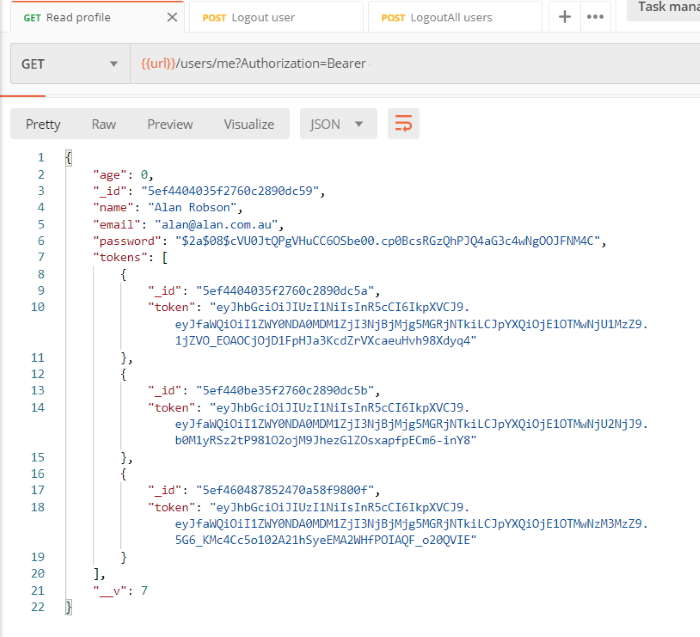 GET Read profile
POST Logout user
POST LogoutAll users
Task mana
GET
{{url}}/users/me?Authorization=Bearer
Pretty Raw Preview Visualize JSON
1 {
2 "age": 0,
3 "_id": "5ef4404035f2760c2890dc59",
4 "name": "Alan Robson",
5 "email": "alan@alan.com.au",
6 "password": "$2a$08$cVU0JtQPgVHuCC6OSbe00.cp0BcsRGzQhPJQ4aG3c4wNgOOJFNM4C",
7 "tokens": [
8 {
9 "_id": "5ef4404035f2760c2890dc5a",
10 "token": "eyJhbGciOiJIUzI1NiIsInR5cCI6IkpXVCJ9.
eyJfaWQiOiI1ZWY0NDA0MDM1ZjI3NjBjMjg5MGRjNTkiLCJpYXQiOjE1OTMwNjU1MzZ9.
1jZVO_EOAOCjOjD1FpHJa3KcdZrVXcaeuHvh98Xdyq4"
11 },
12 {
13 "_id": "5ef440be35f2760c2890dc5b",
14 "token": "eyJhbGciOiJIUzI1NiIsInR5cCI6IkpXVCJ9.
eyJfaWQiOiI1ZWY0NDA0MDM1ZjI3NjBjMjg5MGRjNTkiLCJpYXQiOjE1OTMwNjU2NjJ9.
b0M1yRSz2tP981O2ojM9JhezGlZOsxapfpECm6-inY8"
15 },
16 {
17 "_id": "5ef460487852470a58f9800f",
18 "token": "eyJhbGciOiJIUzI1NiIsInR5cCI6IkpXVCJ9.
eyJfaWQiOiI1ZWY0NDA0MDM1ZjI3NjBjMjg5MGRjNTkiLCJpYXQiOjE1OTMwNzM3MzZ9.
5G6_KMc4Cc5o102A21hSyeEMA2WHfPOIAQF_o20QVIE"
19 }
20 ],
21 "__v": 7
22 }